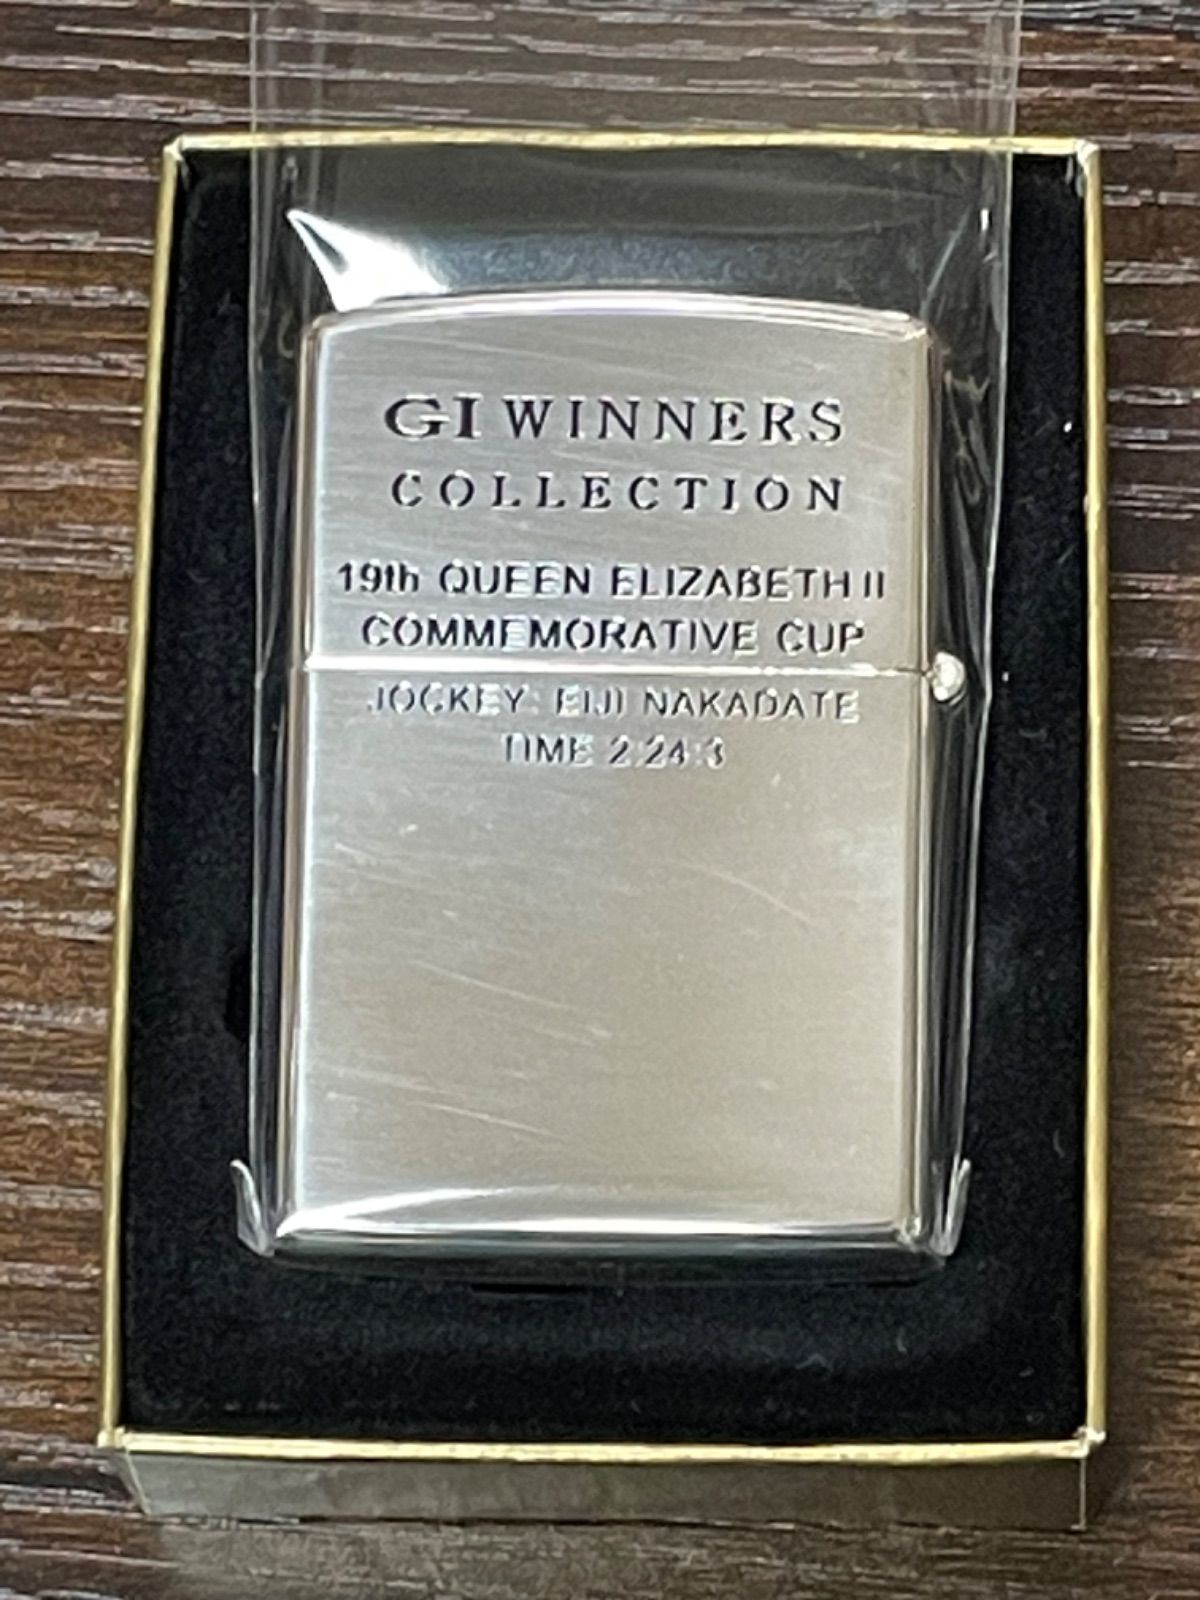 GI WINNERS
COLLECTION
19th QUEEN ELIZABETH II
COMMEMORATIVE CUP
JOCKEY: EIJI NAKADATE
TIME 2:24:3